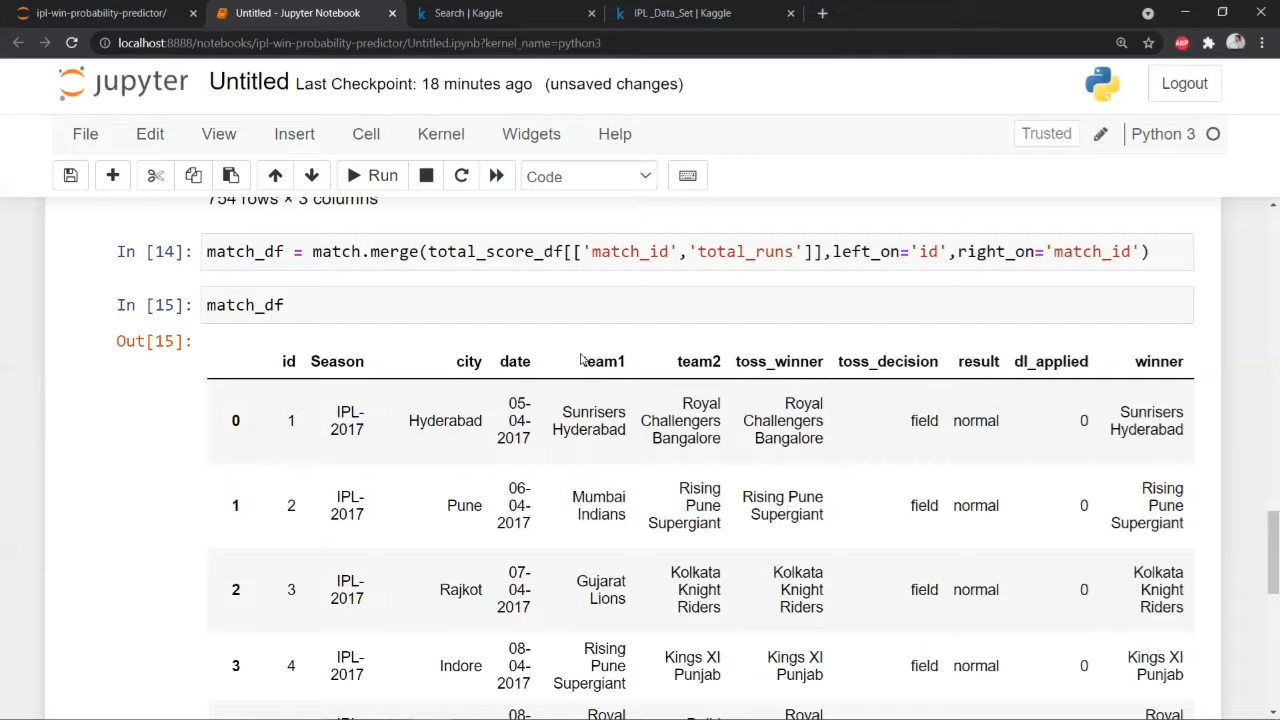 ipl-win-probability-predictor/
Untitled - Jupyter Notebook
Search | Kaggle
IPL _Data_Set | Kaggle
localhost:8888/notebooks/ipl-win-probability-predictor/Untitled.ipynb?kernel_name=python3
ABP
jupyter Untitled Last Checkpoint: 18 minutes ago (unsaved changes)
Logout
File Edit View Insert Cell Kernel Widgets Help
Trusted
Python 3
Run
Code
754 rows × 3 columns
In [14]: match_df = match.merge(total_score_df[['match_id','total_runs']],left_on='id',right_on='match_id')
In [15]: match_df
Out[15]:
id Season city date team1 team2 toss_winner toss_decision result dl_applied winner
0 1 IPL-2017 Hyderabad 05-04-2017 Sunrisers Hyderabad Royal Challengers Bangalore Royal Challengers Bangalore field normal 0 Sunrisers Hyderabad
1 2 IPL-2017 Pune 06-04-2017 Mumbai Indians Rising Pune Supergiant Rising Pune Supergiant field normal 0 Rising Pune Supergiant
2 3 IPL-2017 Rajkot 07-04-2017 Gujarat Lions Kolkata Knight Riders Kolkata Knight Riders field normal 0 Kolkata Knight Riders
3 4 IPL-2017 Indore 08-04-2017 Rising Pune Supergiant Kings XI Punjab Kings XI Punjab field normal 0 Kings XI Punjab
08- Royal Royal Royal